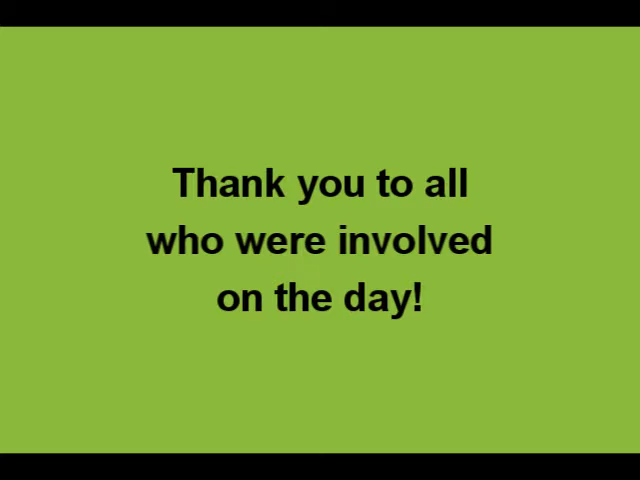 Thank you to all
who were involved
on the day!